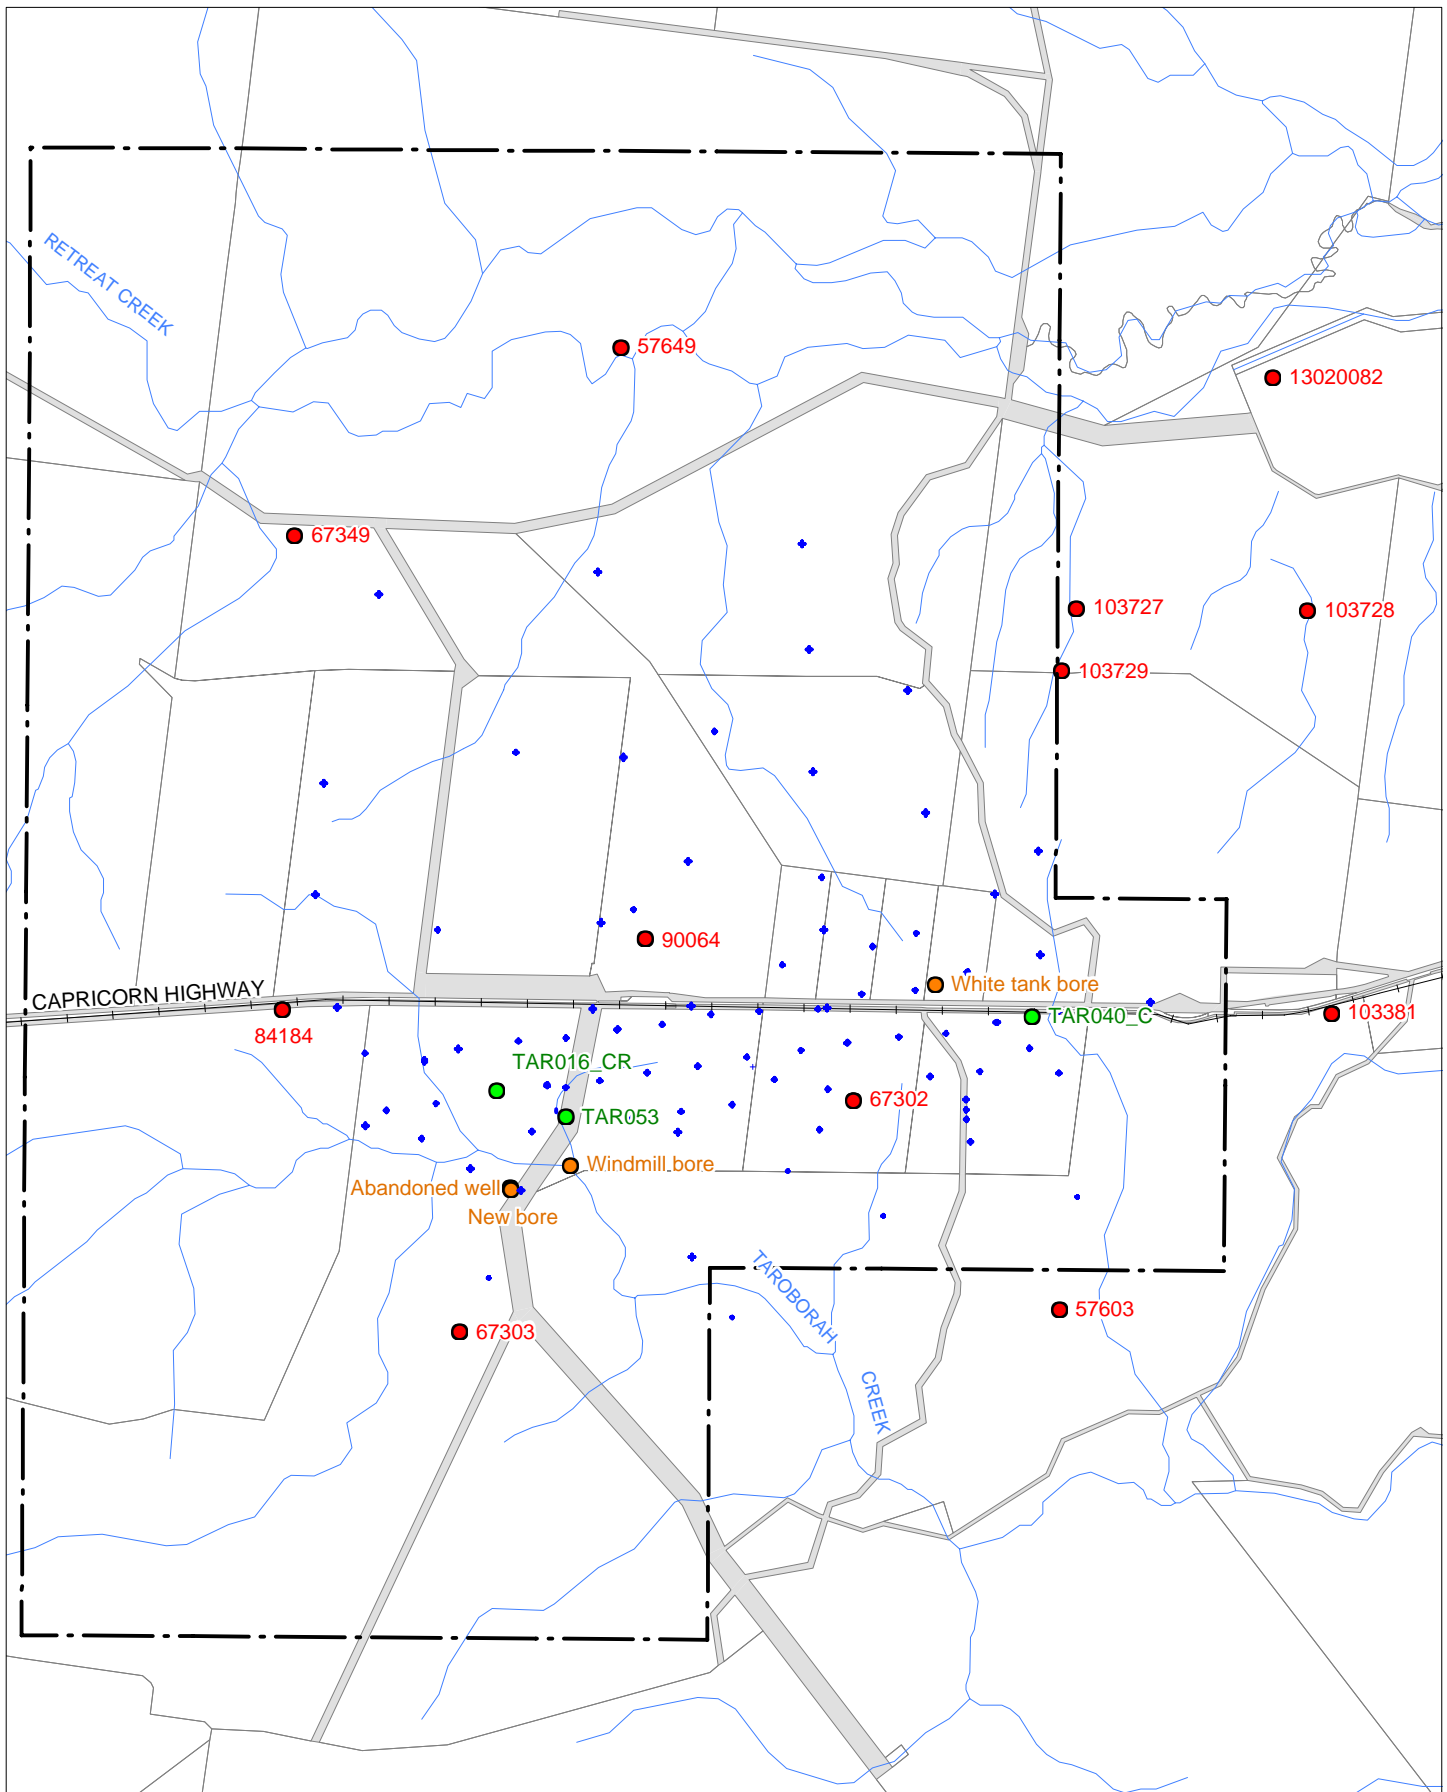 RETREAT CREEK
57649
13020082
67349
103727
103728
103729
90064
White tank bore
CAPRICORN HIGHWAY
84184
TAR040_C
103381
TAR016_CR
67302
TAR053
Windmill bore
Abandoned well
New bore
TAROBORAH
57603
67303
CREEK